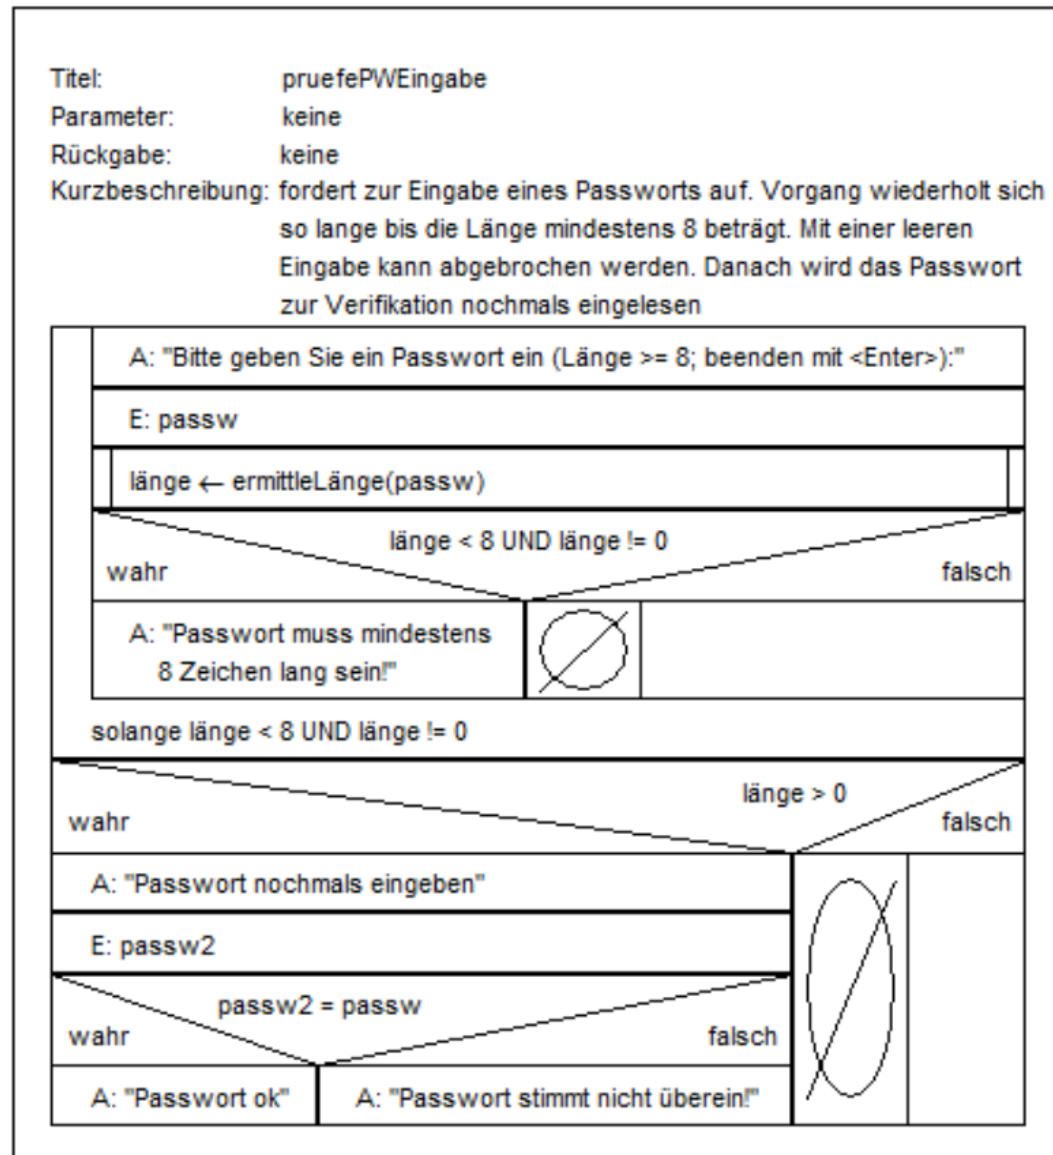 Titel: pruefePWEingabe
Parameter: keine
Rückgabe: keine
Kurzbeschreibung: fordert zur Eingabe eines Passworts auf. Vorgang wiederholt sich
so lange bis die Länge mindestens 8 beträgt. Mit einer leeren
Eingabe kann abgebrochen werden. Danach wird das Passwort
zur Verifikation nochmals eingelesen
A: "Bitte geben Sie ein Passwort ein (Länge >= 8; beenden mit <Enter>):"
E: passw
länge ← ermittleLänge(passw)
länge < 8 UND länge != 0
wahr falsch
A: "Passwort muss mindestens
8 Zeichen lang sein!"
solange länge < 8 UND länge != 0
länge > 0
wahr falsch
A: "Passwort nochmals eingeben"
E: passw2
passw2 = passw
wahr falsch
A: "Passwort ok" A: "Passwort stimmt nicht überein!"